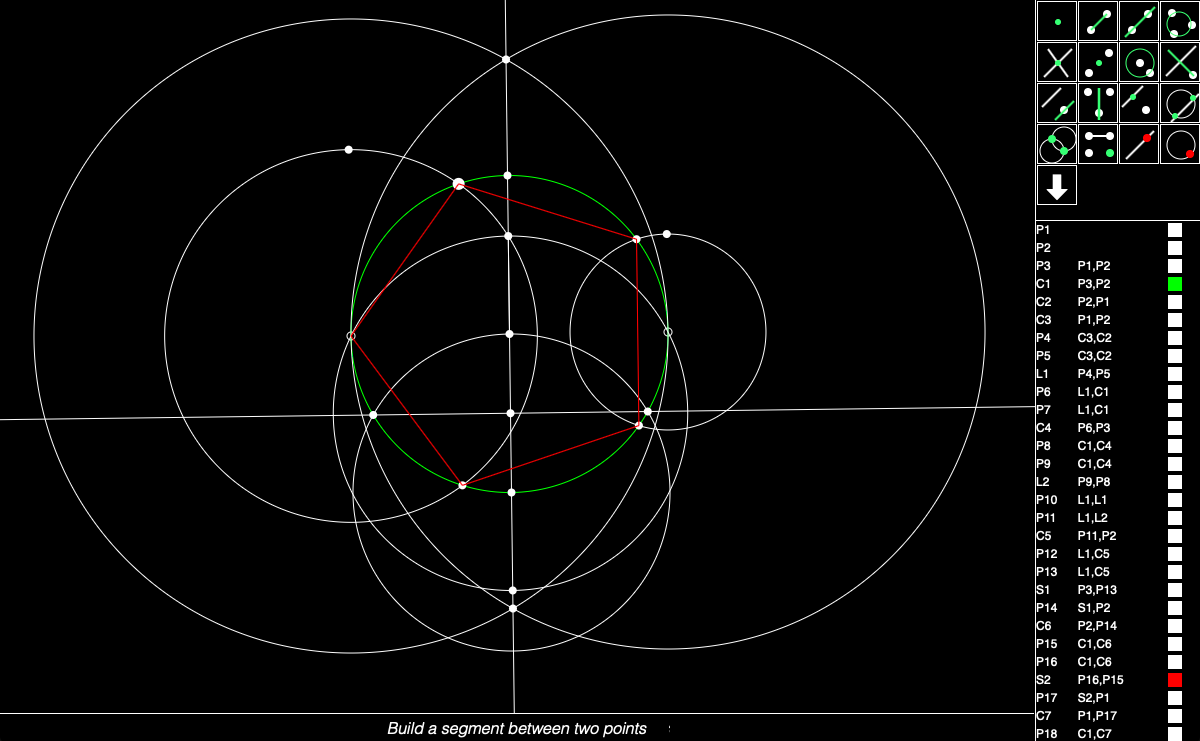 P1
P2
P3 P1,P2
C1 P3,P2
C2 P2,P1
C3 P1,P2
P4 C3,C2
P5 C3,C2
L1 P4,P5
P6 L1,C1
P7 L1,C1
C4 P6,P3
P8 C1,C4
P9 C1,C4
L2 P9,P8
P10 L1,L1
P11 L1,L2
C5 P11,P2
P12 L1,C5
P13 L1,C5
S1 P3,P13
P14 S1,P2
C6 P2,P14
P15 C1,C6
P16 C1,C6
S2 P16,P15
P17 S2,P1
C7 P1,P17
P18 C1,C7
Build a segment between two points